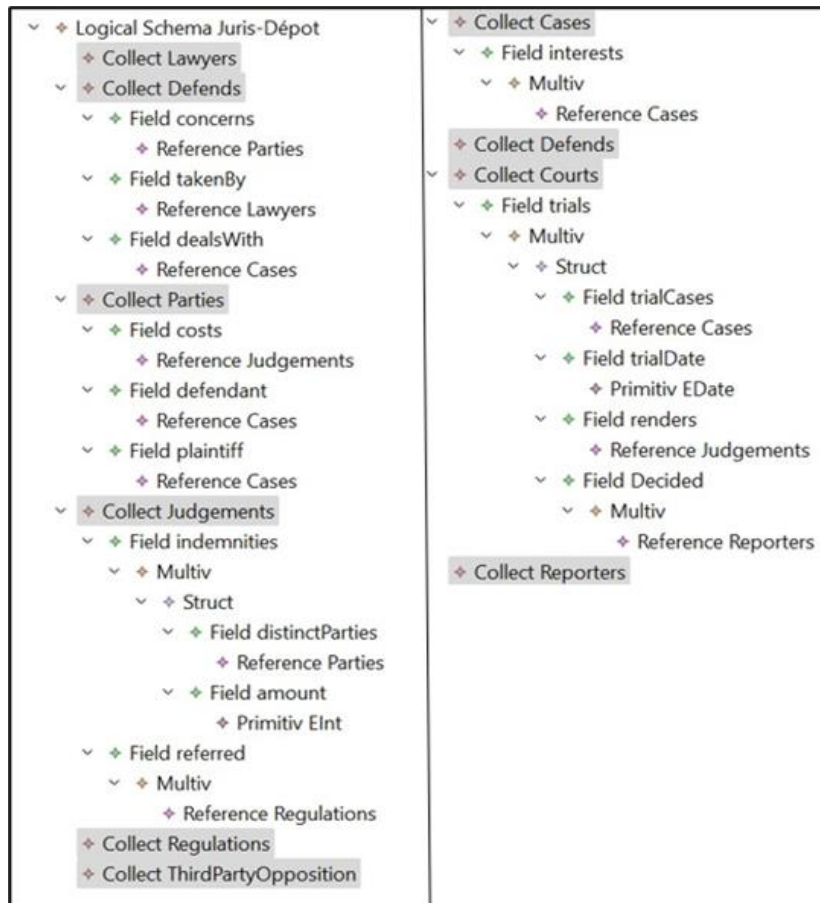 Logical Schema Juris-Dépot
Collect Lawyers
Collect Defends
Field concerns
Reference Parties
Field takenBy
Reference Lawyers
Field dealsWith
Reference Cases
Collect Parties
Field costs
Reference Judgements
Field defendant
Reference Cases
Field plaintiff
Reference Cases
Collect Judgements
Field indemnities
Multiv
Struct
Field distinctParties
Reference Parties
Field amount
Primitiv EInt
Field referred
Multiv
Reference Regulations
Collect Regulations
Collect ThirdPartyOpposition
Collect Cases
Field interests
Multiv
Reference Cases
Collect Defends
Collect Courts
Field trials
Multiv
Struct
Field trialCases
Reference Cases
Field trialDate
Primitiv EDate
Field renders
Reference Judgements
Field Decided
Multiv
Reference Reporters
Collect Reporters